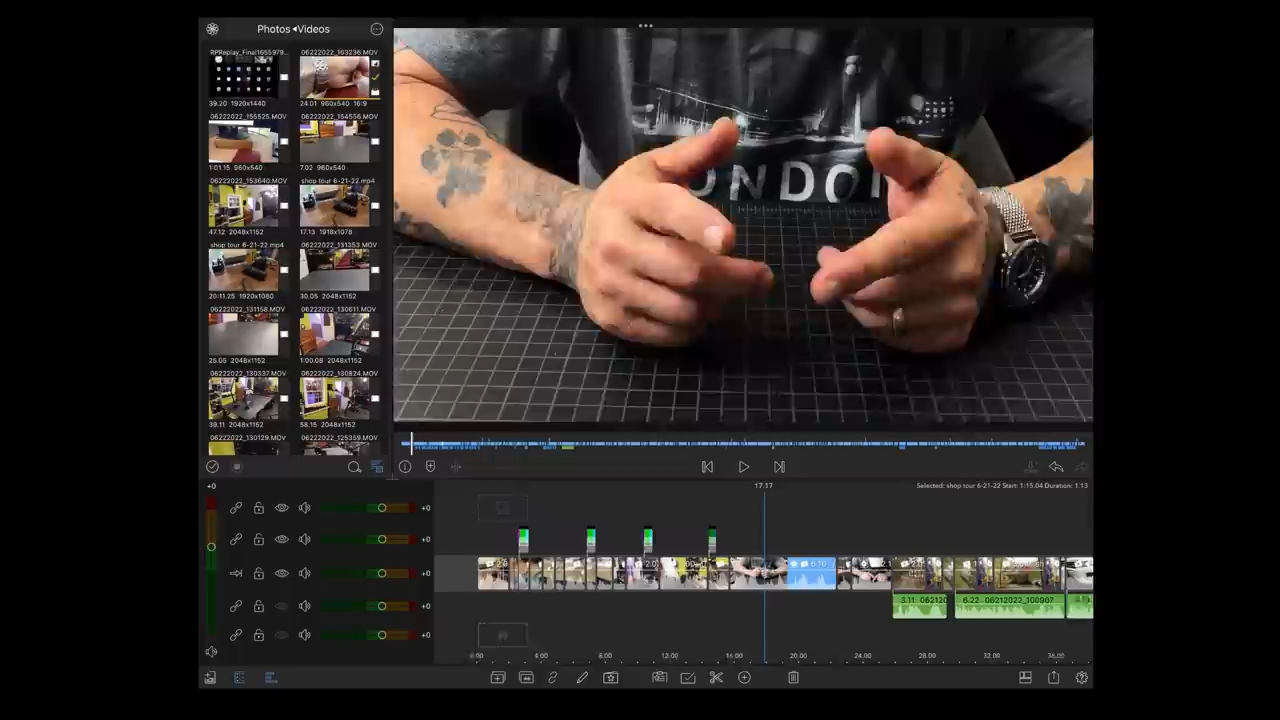 Photos ◂Videos
RPReplay_Final1655979...
06222022_163236.MOV
39.20 1920x1440
24.01 960x540 16:9
06222022_155525.MOV
06222022_154556.MOV
1:01.15 960x540
7.02 960x540
06222022_153640.MOV
shop tour 6-21-22.mp4
47.12 2048x1152
17.13 1918x1078
shop tour 6-21-22.mp4
06222022_131353.MOV
20:11.25 1920x1080
30.05 2048x1152
06222022_131158.MOV
06222022_130611.MOV
25.05 2048x1152
1:00.08 2048x1152
06222022_130337.MOV
06222022_130824.MOV
39.11 2048x1152
58.15 2048x1152
06222022_130129.MOV
06222022_125359.MOV
LONDON
+0
17.17
Selected: shop tour 6-21-22 Start: 1:15.04 Duration: 1.13
+0
+0
+0
6.16
+0
3.11 062120
6.22 06212022_100907
+0
0:00
4.00
8.00
12.00
16.00
20.00
24.00
28.00
32.00
36.00